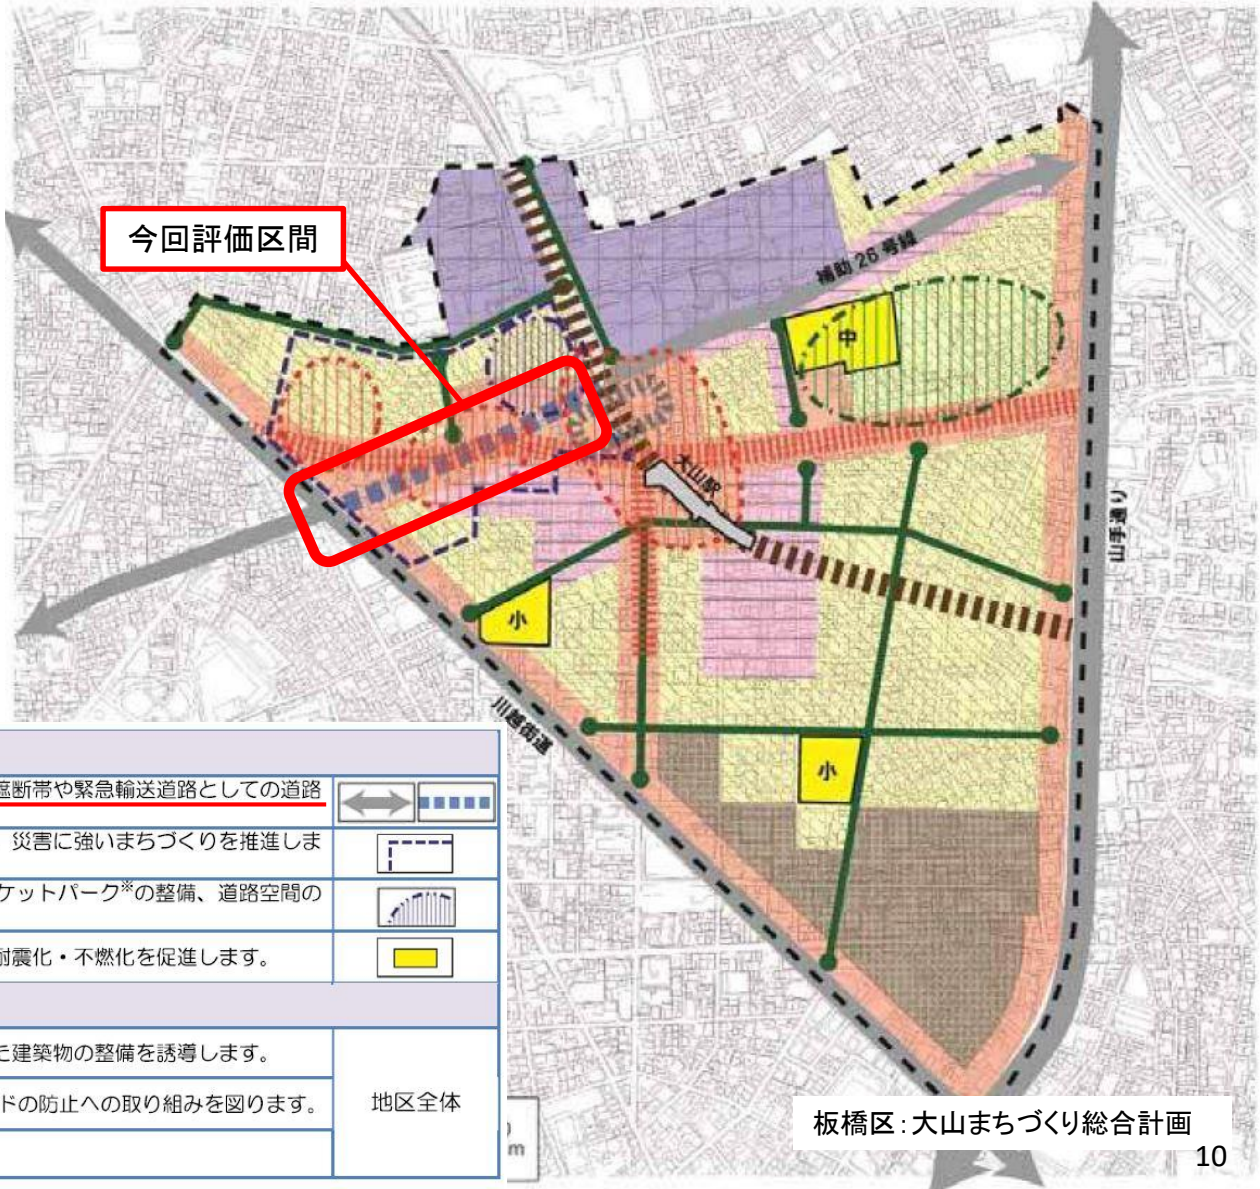 今回評価区間
補助26号線
中
大山駅
山手通り
小
川越街道
小
遮断帯や緊急輸送道路としての道路
災害に強いまちづくりを推進しま
ケットパーク※の整備、道路空間の
耐震化・不燃化を促進します。
た建築物の整備を誘導します。
ドの防止への取り組みを図ります。
地区全体
m
板橋区：大山まちづくり総合計画
10